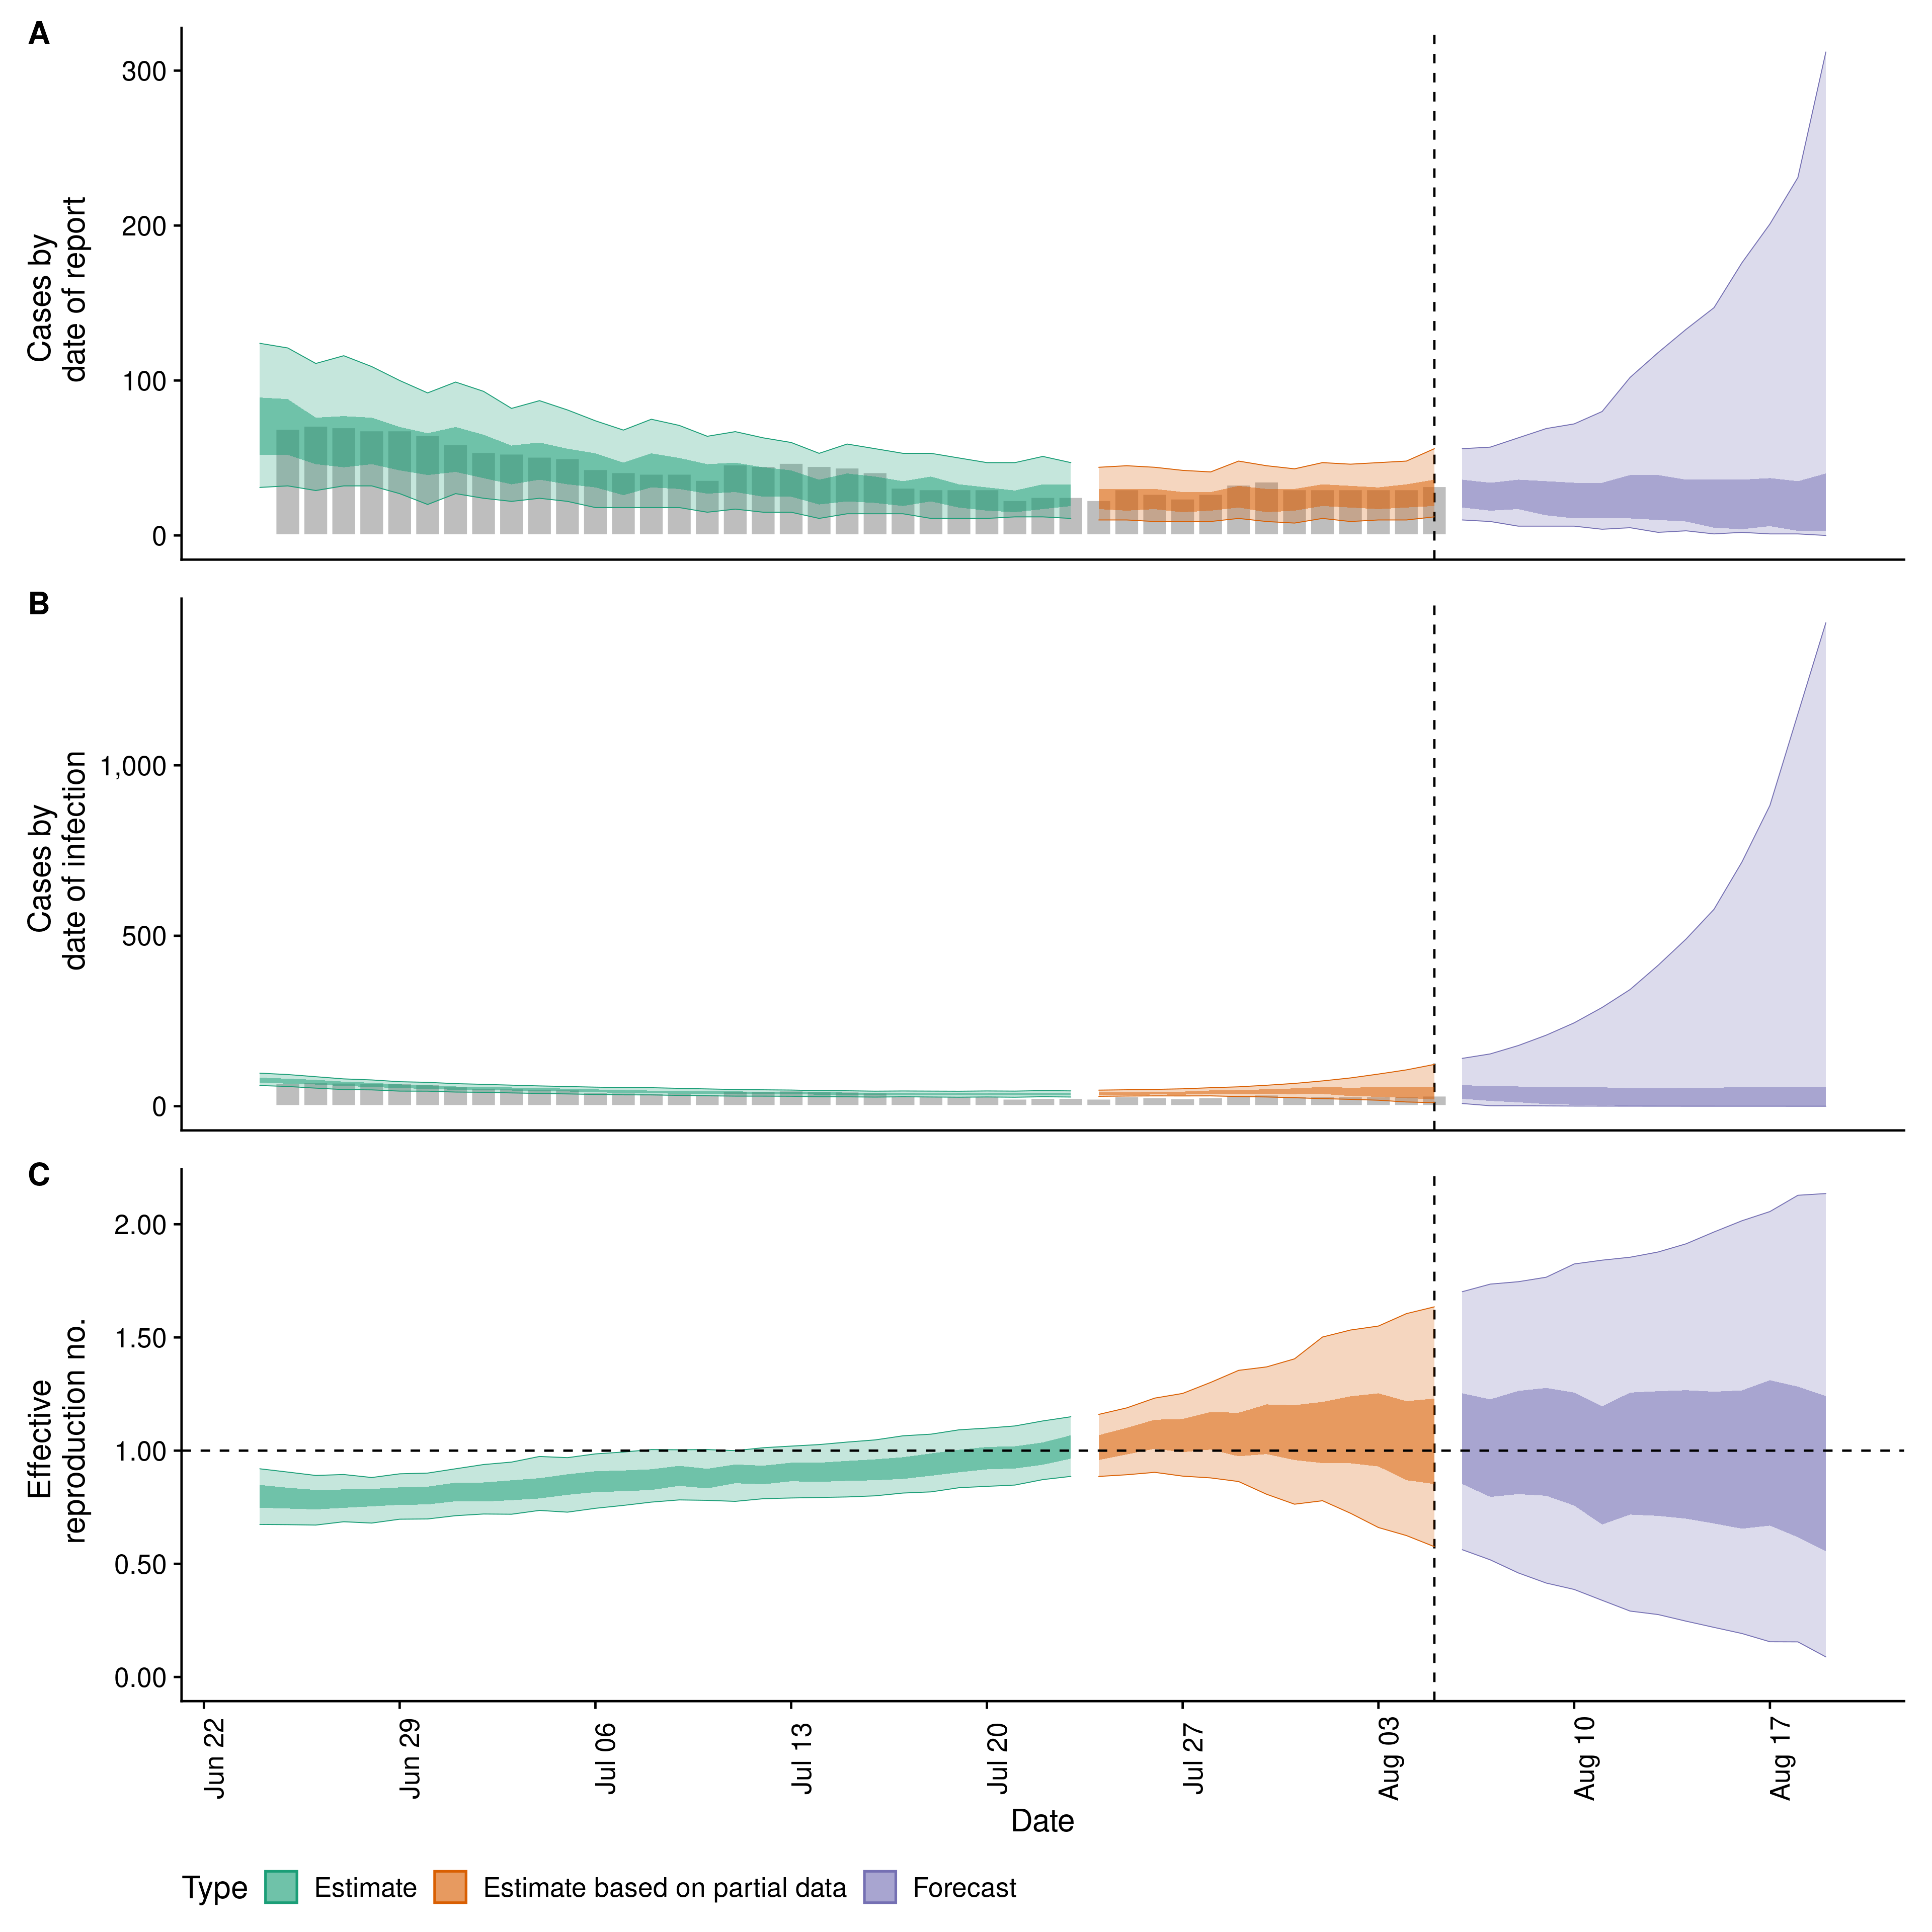 A
Cases by
date of report
300
200
100
0
B
Cases by
date of infection
1,000
500
0
C
Effective
reproduction no.
2.00
1.50
1.00
0.50
0.00
Jun 22
Jun 29
Jul 06
Jul 13
Jul 20
Jul 27
Aug 03
Aug 10
Aug 17
Date
Type Estimate Estimate based on partial data Forecast